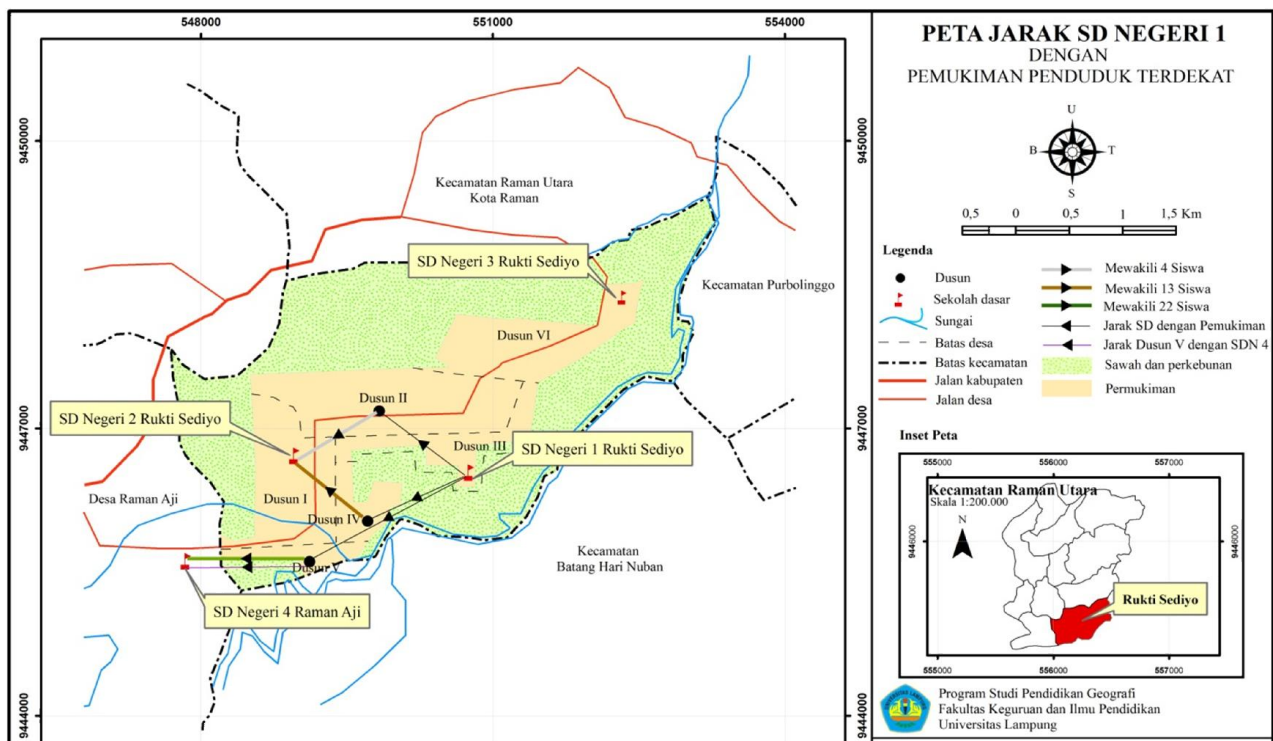 548000
551000
554000
9450000
9447000
9444000
9450000
9447000
9444000
Kecamatan Raman Utara
Kota Raman
SD Negeri 3 Rukti Sediyo
Kecamatan Purbolinggo
Dusun VI
Dusun II
SD Negeri 2 Rukti Sediyo
Dusun III
SD Negeri 1 Rukti Sediyo
Desa Raman Aji
Dusun I
Dusun IV
Dusun
Kecamatan
Batang Hari Nuban
SD Negeri 4 Raman Aji
PETA JARAK SD NEGERI 1
DENGAN
PEMUKIMAN PENDUDUK TERDEKAT
U
B
T
S
0,5
0
0,5
1
1,5 Km
Legenda
Dusun
Sekolah dasar
Sungai
Batas desa
Batas kecamatan
Jalan kabupaten
Jalan desa
Mewakili 4 Siswa
Mewakili 13 Siswa
Mewakili 22 Siswa
Jarak SD dengan Pemukiman
Jarak Dusun V dengan SDN 4
Sawah dan perkebunan
Permukiman
Inset Peta
555000
556000
557000
Kecamatan Raman Utara
Skala 1:200.000
N
9446000
9446000
Rukti Sediyo
555000
556000
557000
Program Studi Pendidikan Geografi
Fakultas Keguruan dan Ilmu Pendidikan
Universitas Lampung